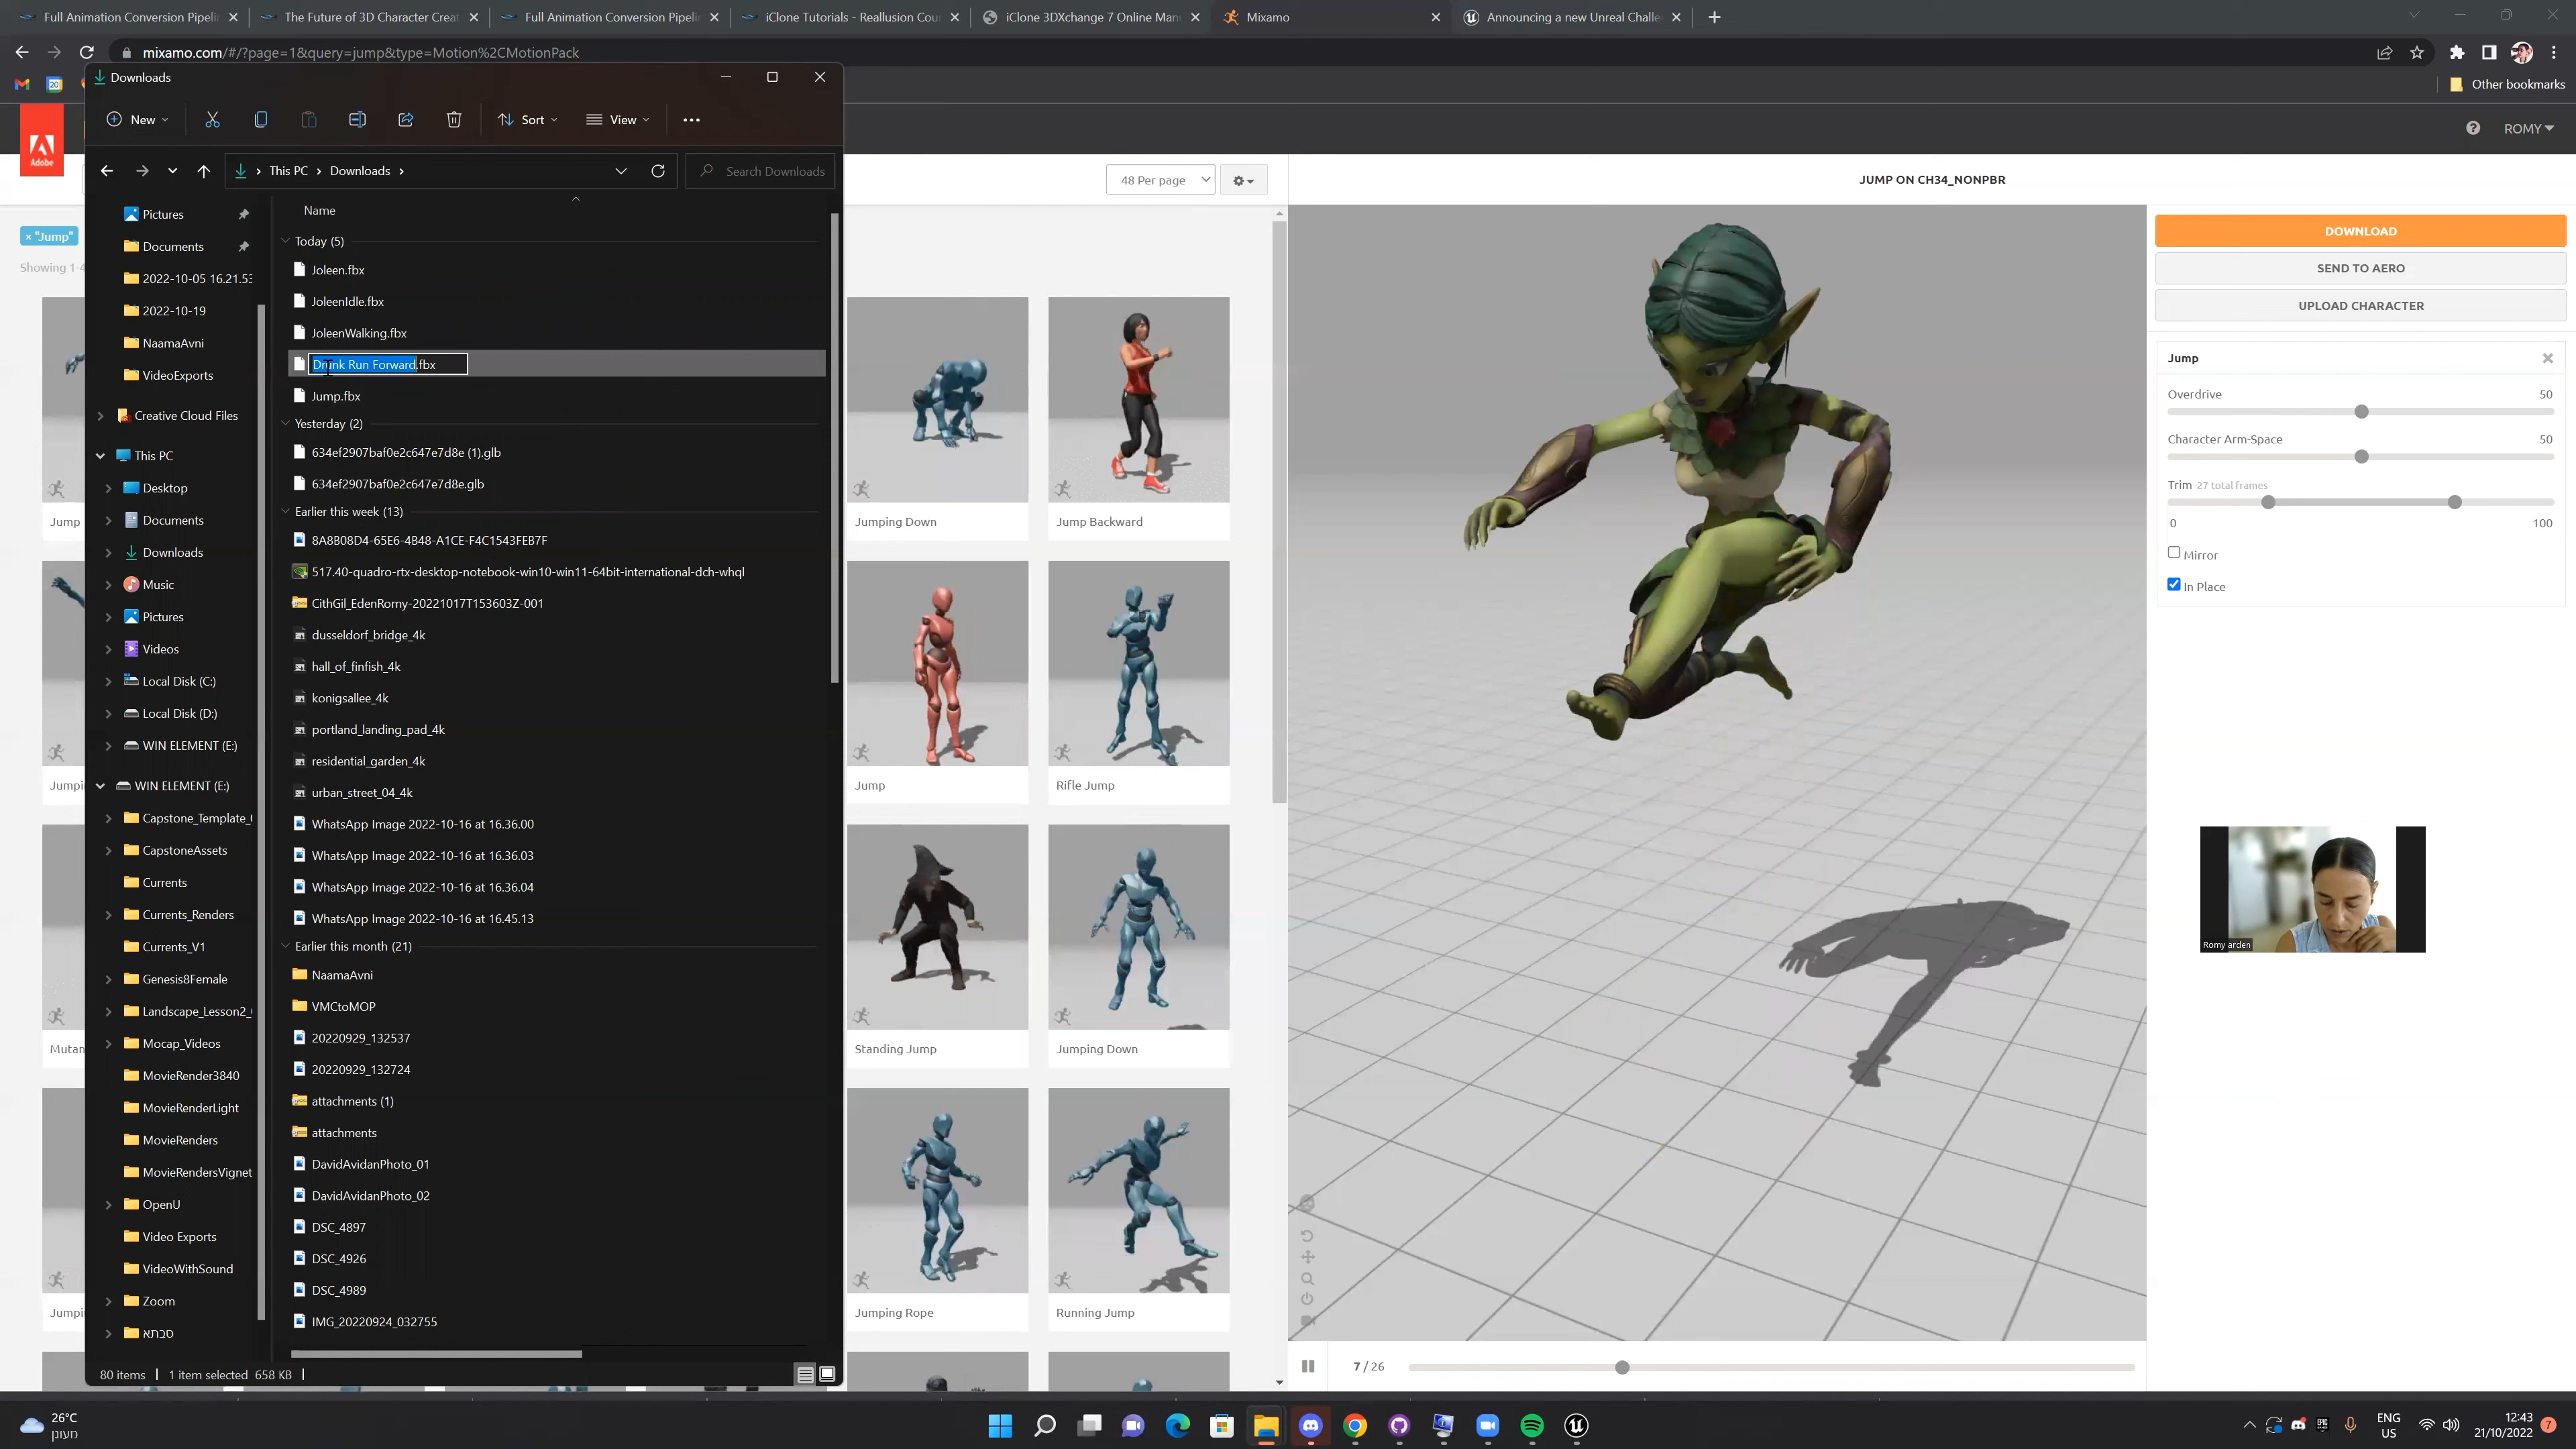 Full Animation Conversion Pipeli
The Future of 3D Character Creat
Full Animation Conversion Pipeli
iClone Tutorials - Reallusion Cou
iClone 3DXchange 7 Online Man
Mixamo
Announcing a new Unreal Challe
mixamo.com/#/?page=1&query=jump&type=Motion%2CMotionPack
Other bookmarks
Downloads
New
Sort
View
Adobe
ROMY
This PC > Downloads >
Search Downloads
48 Per page
JUMP ON CH34_NONPBR
× "Jump"
Showing 1-4
Pictures
Documents
2022-10-05 16.21.53
2022-10-19
NaamaAvni
VideoExports
Creative Cloud Files
This PC
Desktop
Documents
Downloads
Music
Pictures
Videos
Local Disk (C:)
Local Disk (D:)
WIN ELEMENT (E:)
WIN ELEMENT (E:)
Capstone_Template_
CapstoneAssets
Currents
Currents_Renders
Currents_V1
Genesis8Female
Landscape_Lesson2_
Mocap_Videos
MovieRender3840
MovieRenderLight
MovieRenders
MovieRendersVignet
OpenU
Video Exports
VideoWithSound
Zoom
סבתא
Name
Today (5)
Joleen.fbx
JoleenIdle.fbx
JoleenWalking.fbx
Drunk Run Forward.fbx
Jump.fbx
Yesterday (2)
634ef2907baf0e2c647e7d8e (1).glb
634ef2907baf0e2c647e7d8e.glb
Earlier this week (13)
8A8B08D4-65E6-4B48-A1CE-F4C1543FEB7F
517.40-quadro-rtx-desktop-notebook-win10-win11-64bit-international-dch-whql
CithGil_EdenRomy-20221017T153603Z-001
dusseldorf_bridge_4k
hall_of_finfish_4k
konigsallee_4k
portland_landing_pad_4k
residential_garden_4k
urban_street_04_4k
WhatsApp Image 2022-10-16 at 16.36.00
WhatsApp Image 2022-10-16 at 16.36.03
WhatsApp Image 2022-10-16 at 16.36.04
WhatsApp Image 2022-10-16 at 16.45.13
Earlier this month (21)
NaamaAvni
VMCtoMOP
20220929_132537
20220929_132724
attachments (1)
attachments
DavidAvidanPhoto_01
DavidAvidanPhoto_02
DSC_4897
DSC_4926
DSC_4989
IMG_20220924_032755
80 items
1 item selected 658 KB
Jump
Jumpi
Mutan
Jumpi
Jumping Down
Jump Backward
Jump
Rifle Jump
Standing Jump
Jumping Down
Jumping Rope
Running Jump
7 / 26
DOWNLOAD
SEND TO AERO
UPLOAD CHARACTER
Jump
Overdrive 50
Character Arm-Space 50
Trim 27 total frames
0 100
Mirror
In Place
Romy arden
26°C
מעונן
ENG
US
12:43
21/10/2022
7